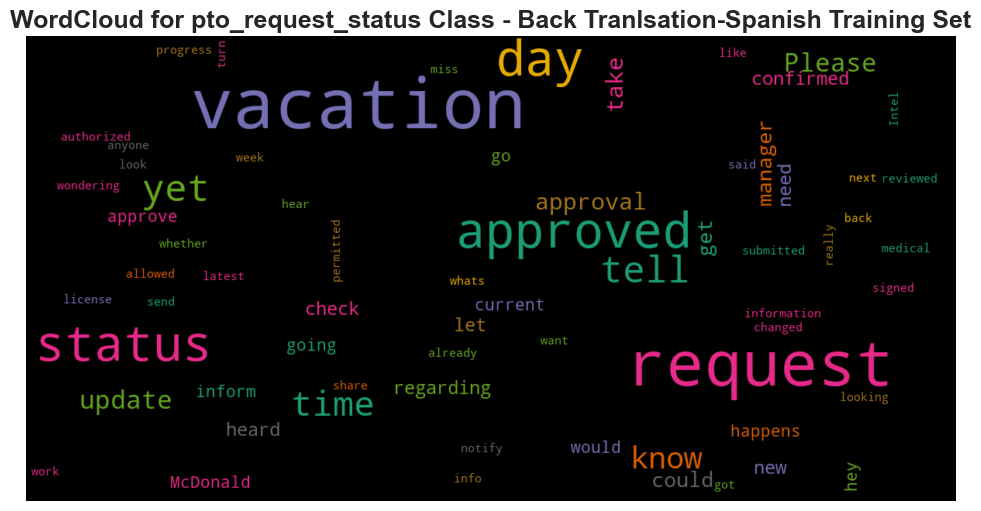 WordCloud for pto_request_status Class - Back Tranlsation-Spanish Training Set
progress
turn
miss
day
take
like
Please
confirmed
vacation
Intel
authorized
anyone
look
week
go
manager
need
said
next
reviewed
wondering
yet
hear
approval
approve
back
approved
get
whether
permitted
tell
submitted
really
medical
allowed
latest
whats
signed
license
send
check
current
information
changed
let
status
going
already
want
request
share
regarding
update
inform
time
looking
heard
happens
notify
would
know
new
work
McDonald
info
could
got
hey